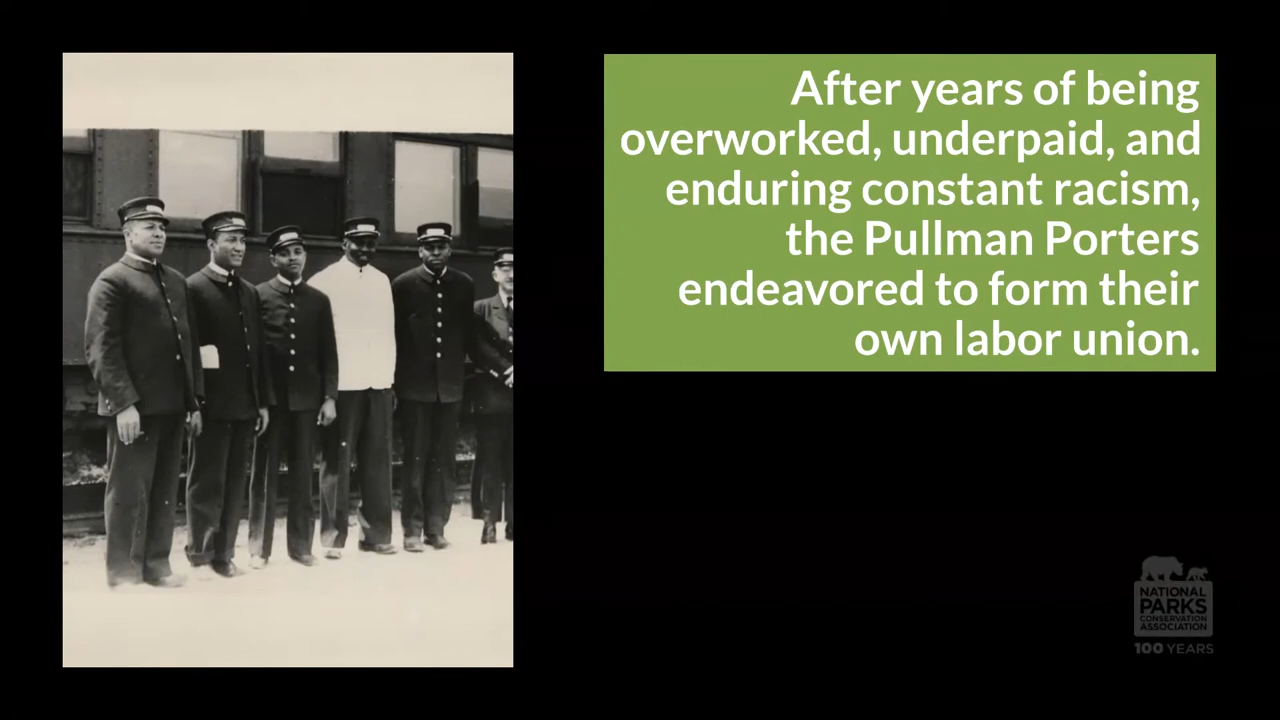 After years of being
overworked, underpaid, and
enduring constant racism,
the Pullman Porters
endeavored to form their
own labor union.
NATIONAL
PARKS
CONSERVATION
ASSOCIATION
100 YEARS